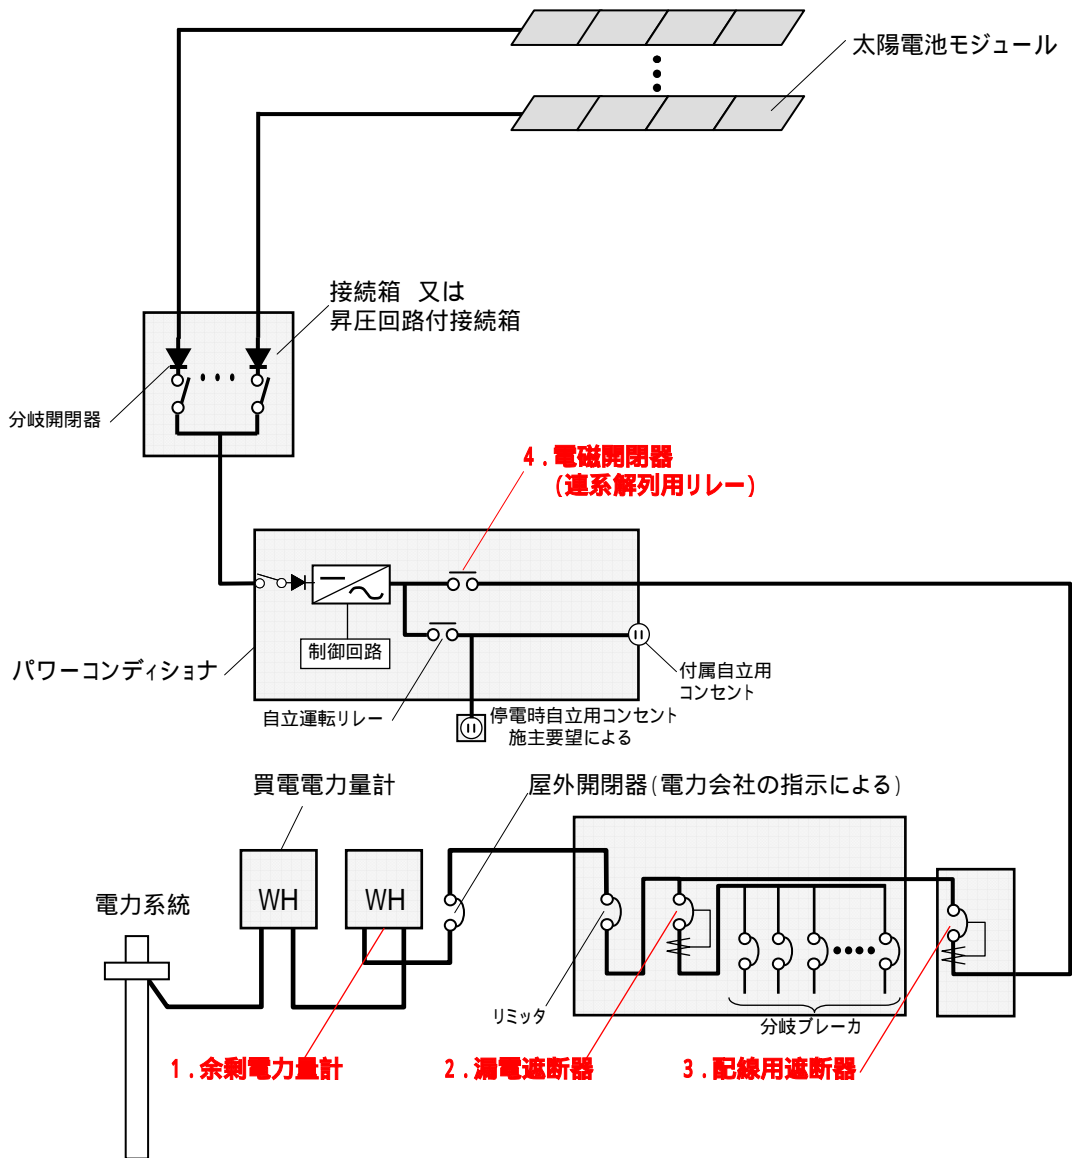 太陽電池モジュール
接続箱 又は
昇圧回路付接続箱
分岐開閉器
4.電磁開閉器
(連系解列用リレー)
制御回路
パワーコンディショナ
付属自立用
コンセント
自立運転リレー
停電時自立用コンセント
施主要望による
買電電力量計
屋外開閉器(電力会社の指示による)
WH
WH
電力系統
リミッタ
分岐ブレーカ
1.余剰電力量計
2.漏電遮断器
3.配線用遮断器